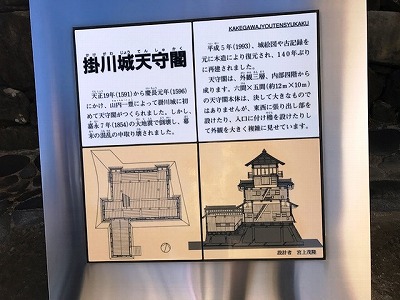 KAKEGAWAJYOUTENSYUKAKU
掛川城天守閣
天正19年(1591)から慶長元年(1596)
にかけ、山内一豊によって掛川城に初
めて天守閣がつくられました。しかし、
嘉永7年(1854)の大地震で倒壊し、幕
末の混乱の中取り壊されました。
平成5年(1993)、城絵図や古記録を
元に木造により復元され、140年ぶり
に再建されました。
天守閣は、外観三層、内部四階から
成ります。六間×五間(約12m×10m)
の天守閣本体は、決して大きなもので
はありませんが、東西に張り出し部を
設けたり、入口に付け櫓を設けたりし
て外観を大きく複雑に見せています。
設計者 宮上茂隆